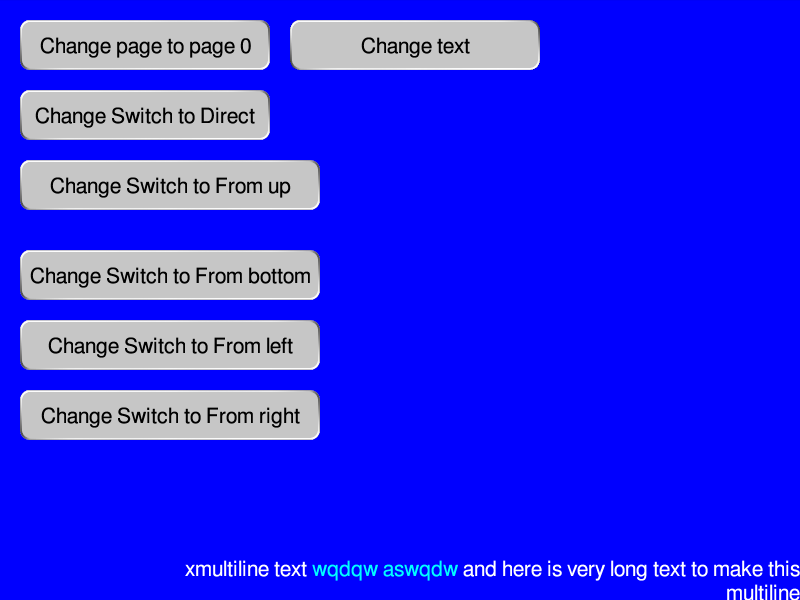 Change page to page 0
Change text
Change Switch to Direct
Change Switch to From up
Change Switch to From bottom
Change Switch to From left
Change Switch to From right
xmultiline text wqdqw aswqdw and here is very long text to make this
multiline